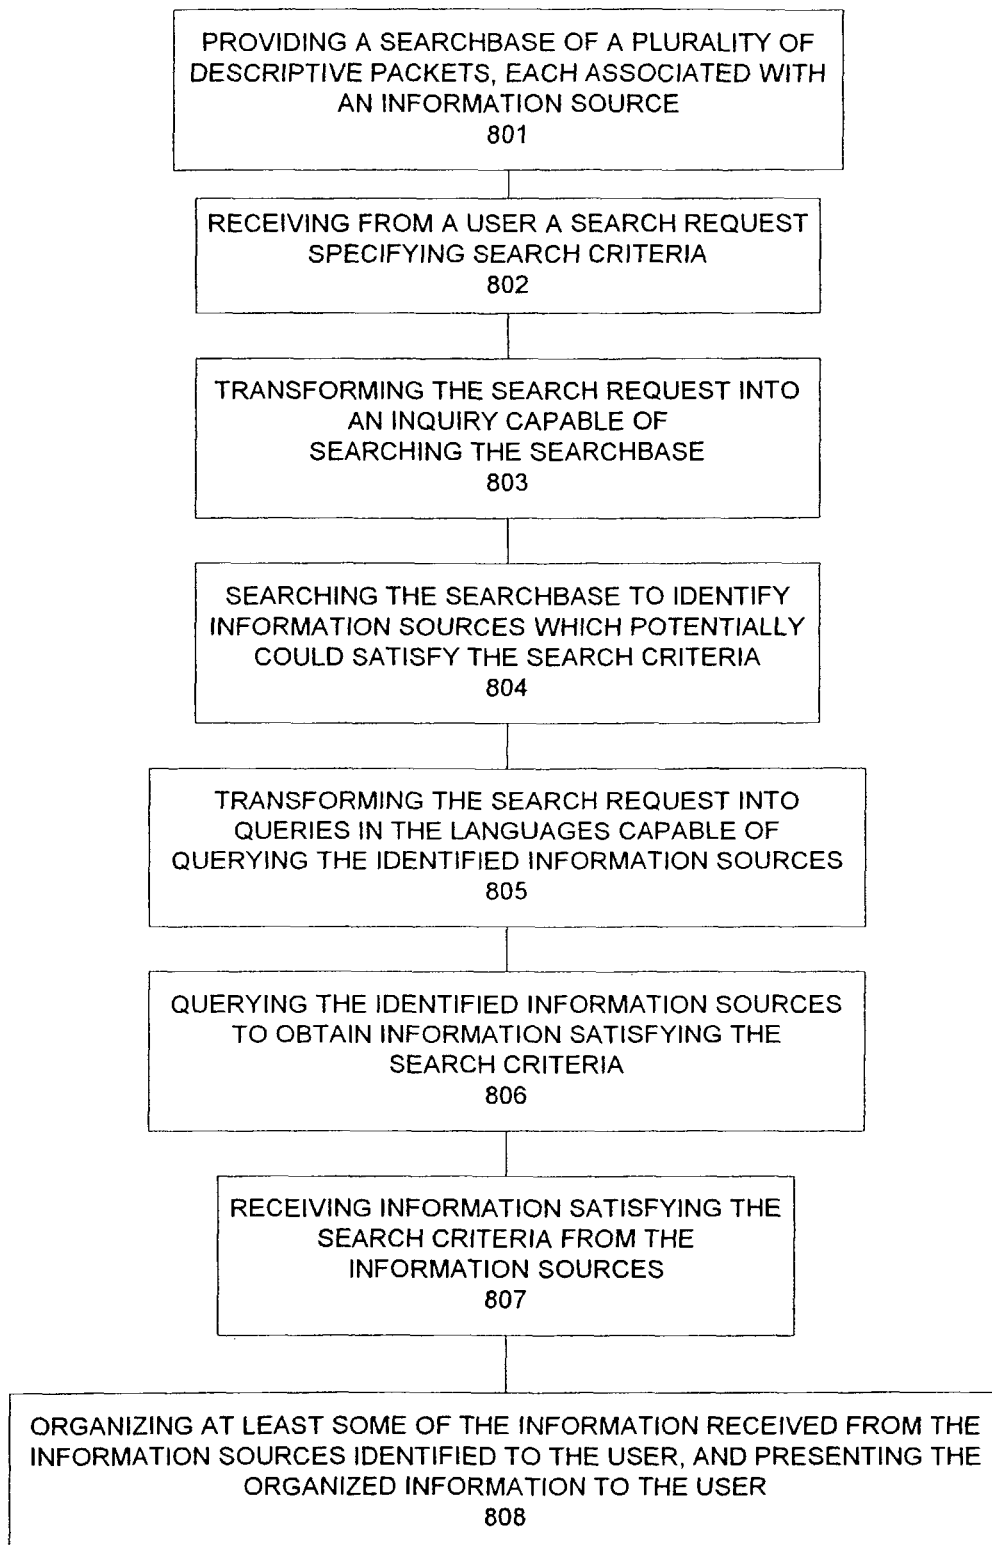 PROVIDING A SEARCHBASE OF A PLURALITY OF
DESCRIPTIVE PACKETS, EACH ASSOCIATED WITH
AN INFORMATION SOURCE
801
RECEIVING FROM A USER A SEARCH REQUEST
SPECIFYING SEARCH CRITERIA
802
TRANSFORMING THE SEARCH REQUEST INTO
AN INQUIRY CAPABLE OF
SEARCHING THE SEARCHBASE
803
SEARCHING THE SEARCHBASE TO IDENTIFY
INFORMATION SOURCES WHICH POTENTIALLY
COULD SATISFY THE SEARCH CRITERIA
804
TRANSFORMING THE SEARCH REQUEST INTO
QUERIES IN THE LANGUAGES CAPABLE OF
QUERYING THE IDENTIFIED INFORMATION SOURCES
805
QUERYING THE IDENTIFIED INFORMATION SOURCES
TO OBTAIN INFORMATION SATISFYING THE
SEARCH CRITERIA
806
RECEIVING INFORMATION SATISFYING THE
SEARCH CRITERIA FROM THE
INFORMATION SOURCES
807
ORGANIZING AT LEAST SOME OF THE INFORMATION RECEIVED FROM THE
INFORMATION SOURCES IDENTIFIED TO THE USER, AND PRESENTING THE
ORGANIZED INFORMATION TO THE USER
808